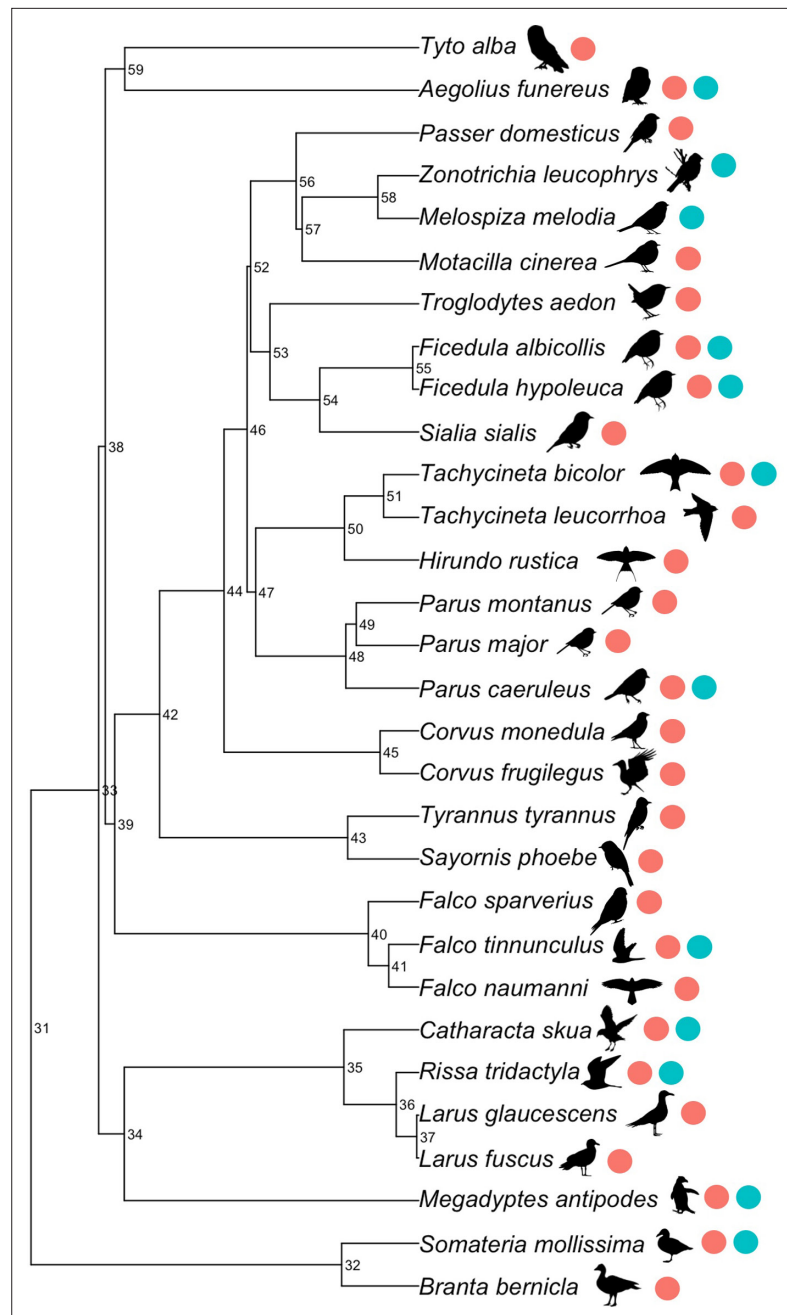 Tyto alba
59
Aegolius funereus
Passer domesticus
Zonotrichia leucophrys
56
58
Melospiza melodia
57
Motacilla cinerea
52
Troglodytes aedon
Ficedula albicollis
53
55
Ficedula hypoleuca
54
46
Sialia sialis
38
Tachycineta bicolor
51
Tachycineta leucorrhoa
50
Hirundo rustica
44
47
Parus montanus
49
Parus major
48
Parus caeruleus
42
Corvus monedula
45
Corvus frugilegus
33
Tyrannus tyrannus
39
43
Sayornis phoebe
Falco sparverius
40
Falco tinnunculus
41
Falco naumanni
31
Catharacta skua
35
Rissa tridactyla
36
Larus glaucescens
34
37
Larus fuscus
Megadyptes antipodes
Somateria mollissima
32
Branta bernicla